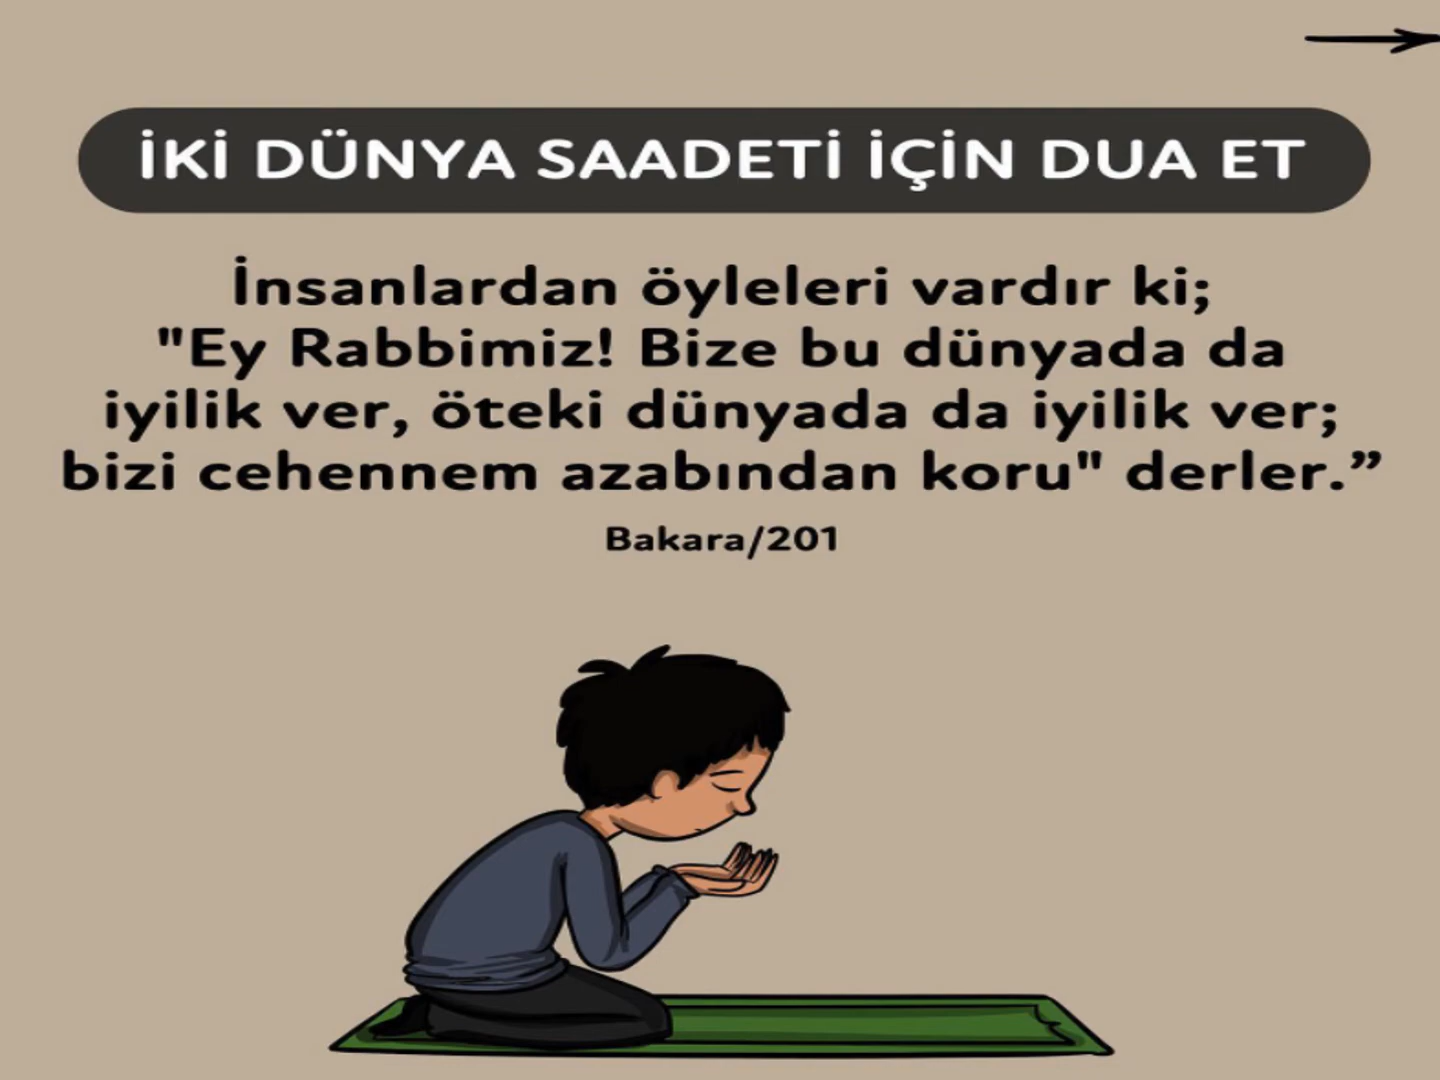 İKİ DÜNYA SAADETİ İÇİN DUA ET
İnsanlardan öyleleri vardır ki;
"Ey Rabbimiz! Bize bu dünyada da
iyilik ver, öteki dünyada da iyilik ver;
bizi cehennem azabından koru" derler.”
Bakara/201